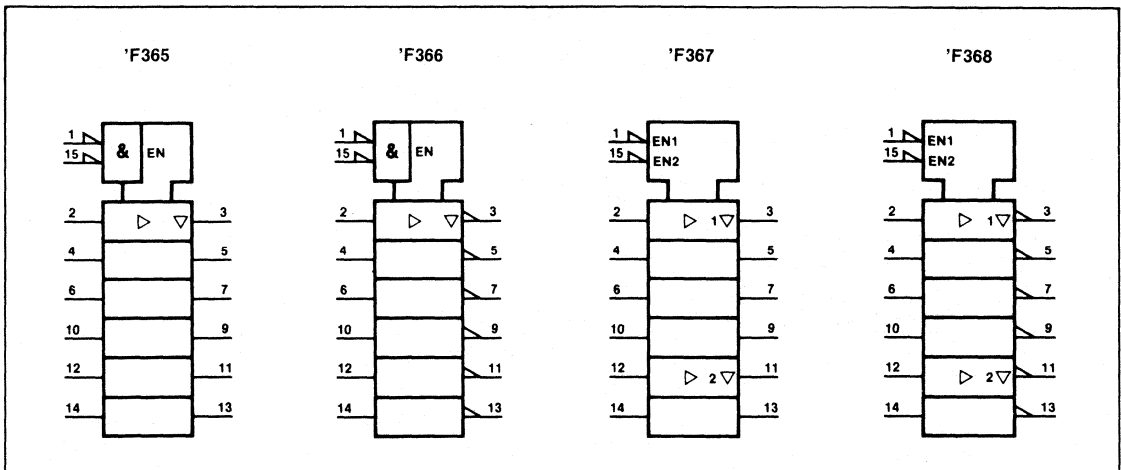 'F365 'F366 'F367 'F368
1 & EN 1 & EN 1 EN1 1 EN1
15 15 15 EN2 15 EN2
2 3 2 3 2 1 3 2 1 3
4 5 4 5 4 5 4 5
6 7 6 7 6 7 6 7
10 9 10 9 10 9 10 9
12 11 12 11 12 2 11 12 2 11
14 13 14 13 14 13 14 13